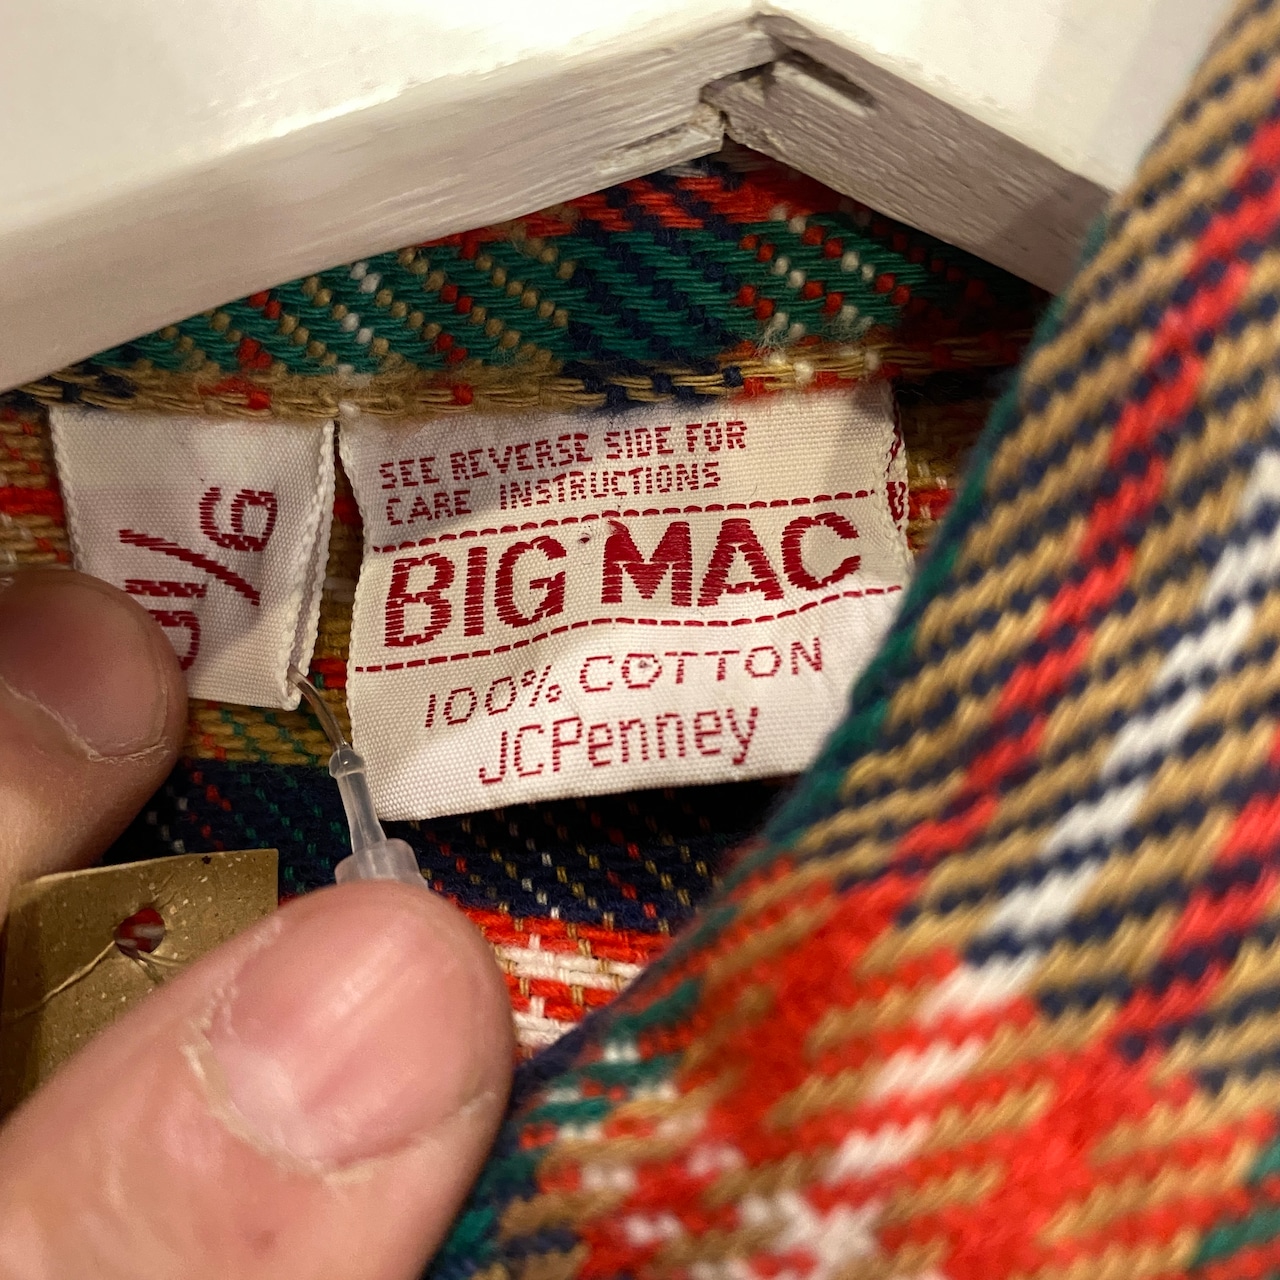 SEE REVERSE SIDE FOR
CARE INSTRUCTIONS
BIG MAC
100% COTTON
JCPenney